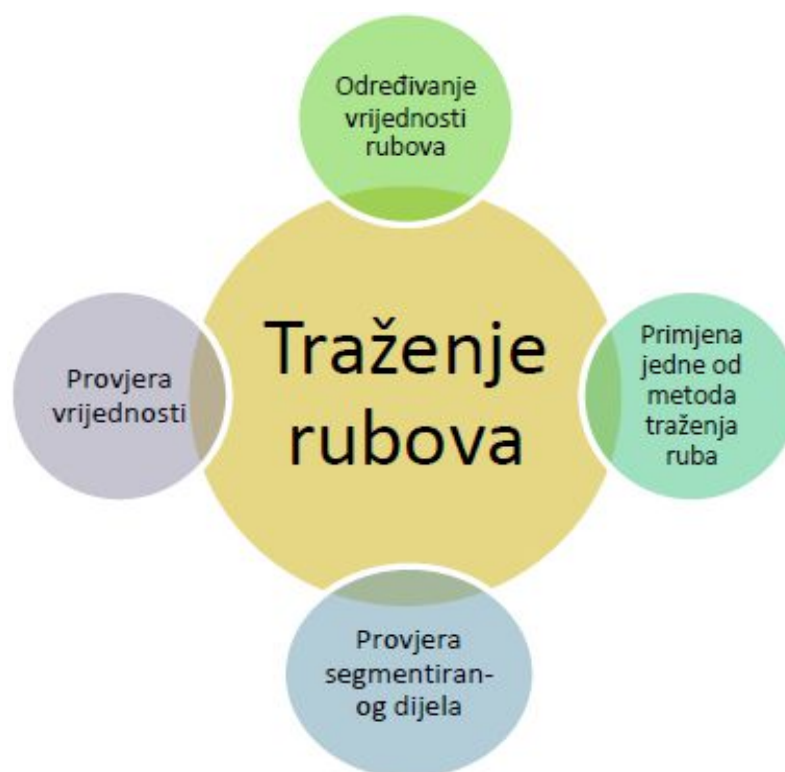 Određivanje
vrijednosti
rubova
Traženje
rubova
Primjena
jedne od
metoda
traženja
ruba
Provjera
segmentiran-
og dijela
Provjera
vrijednosti